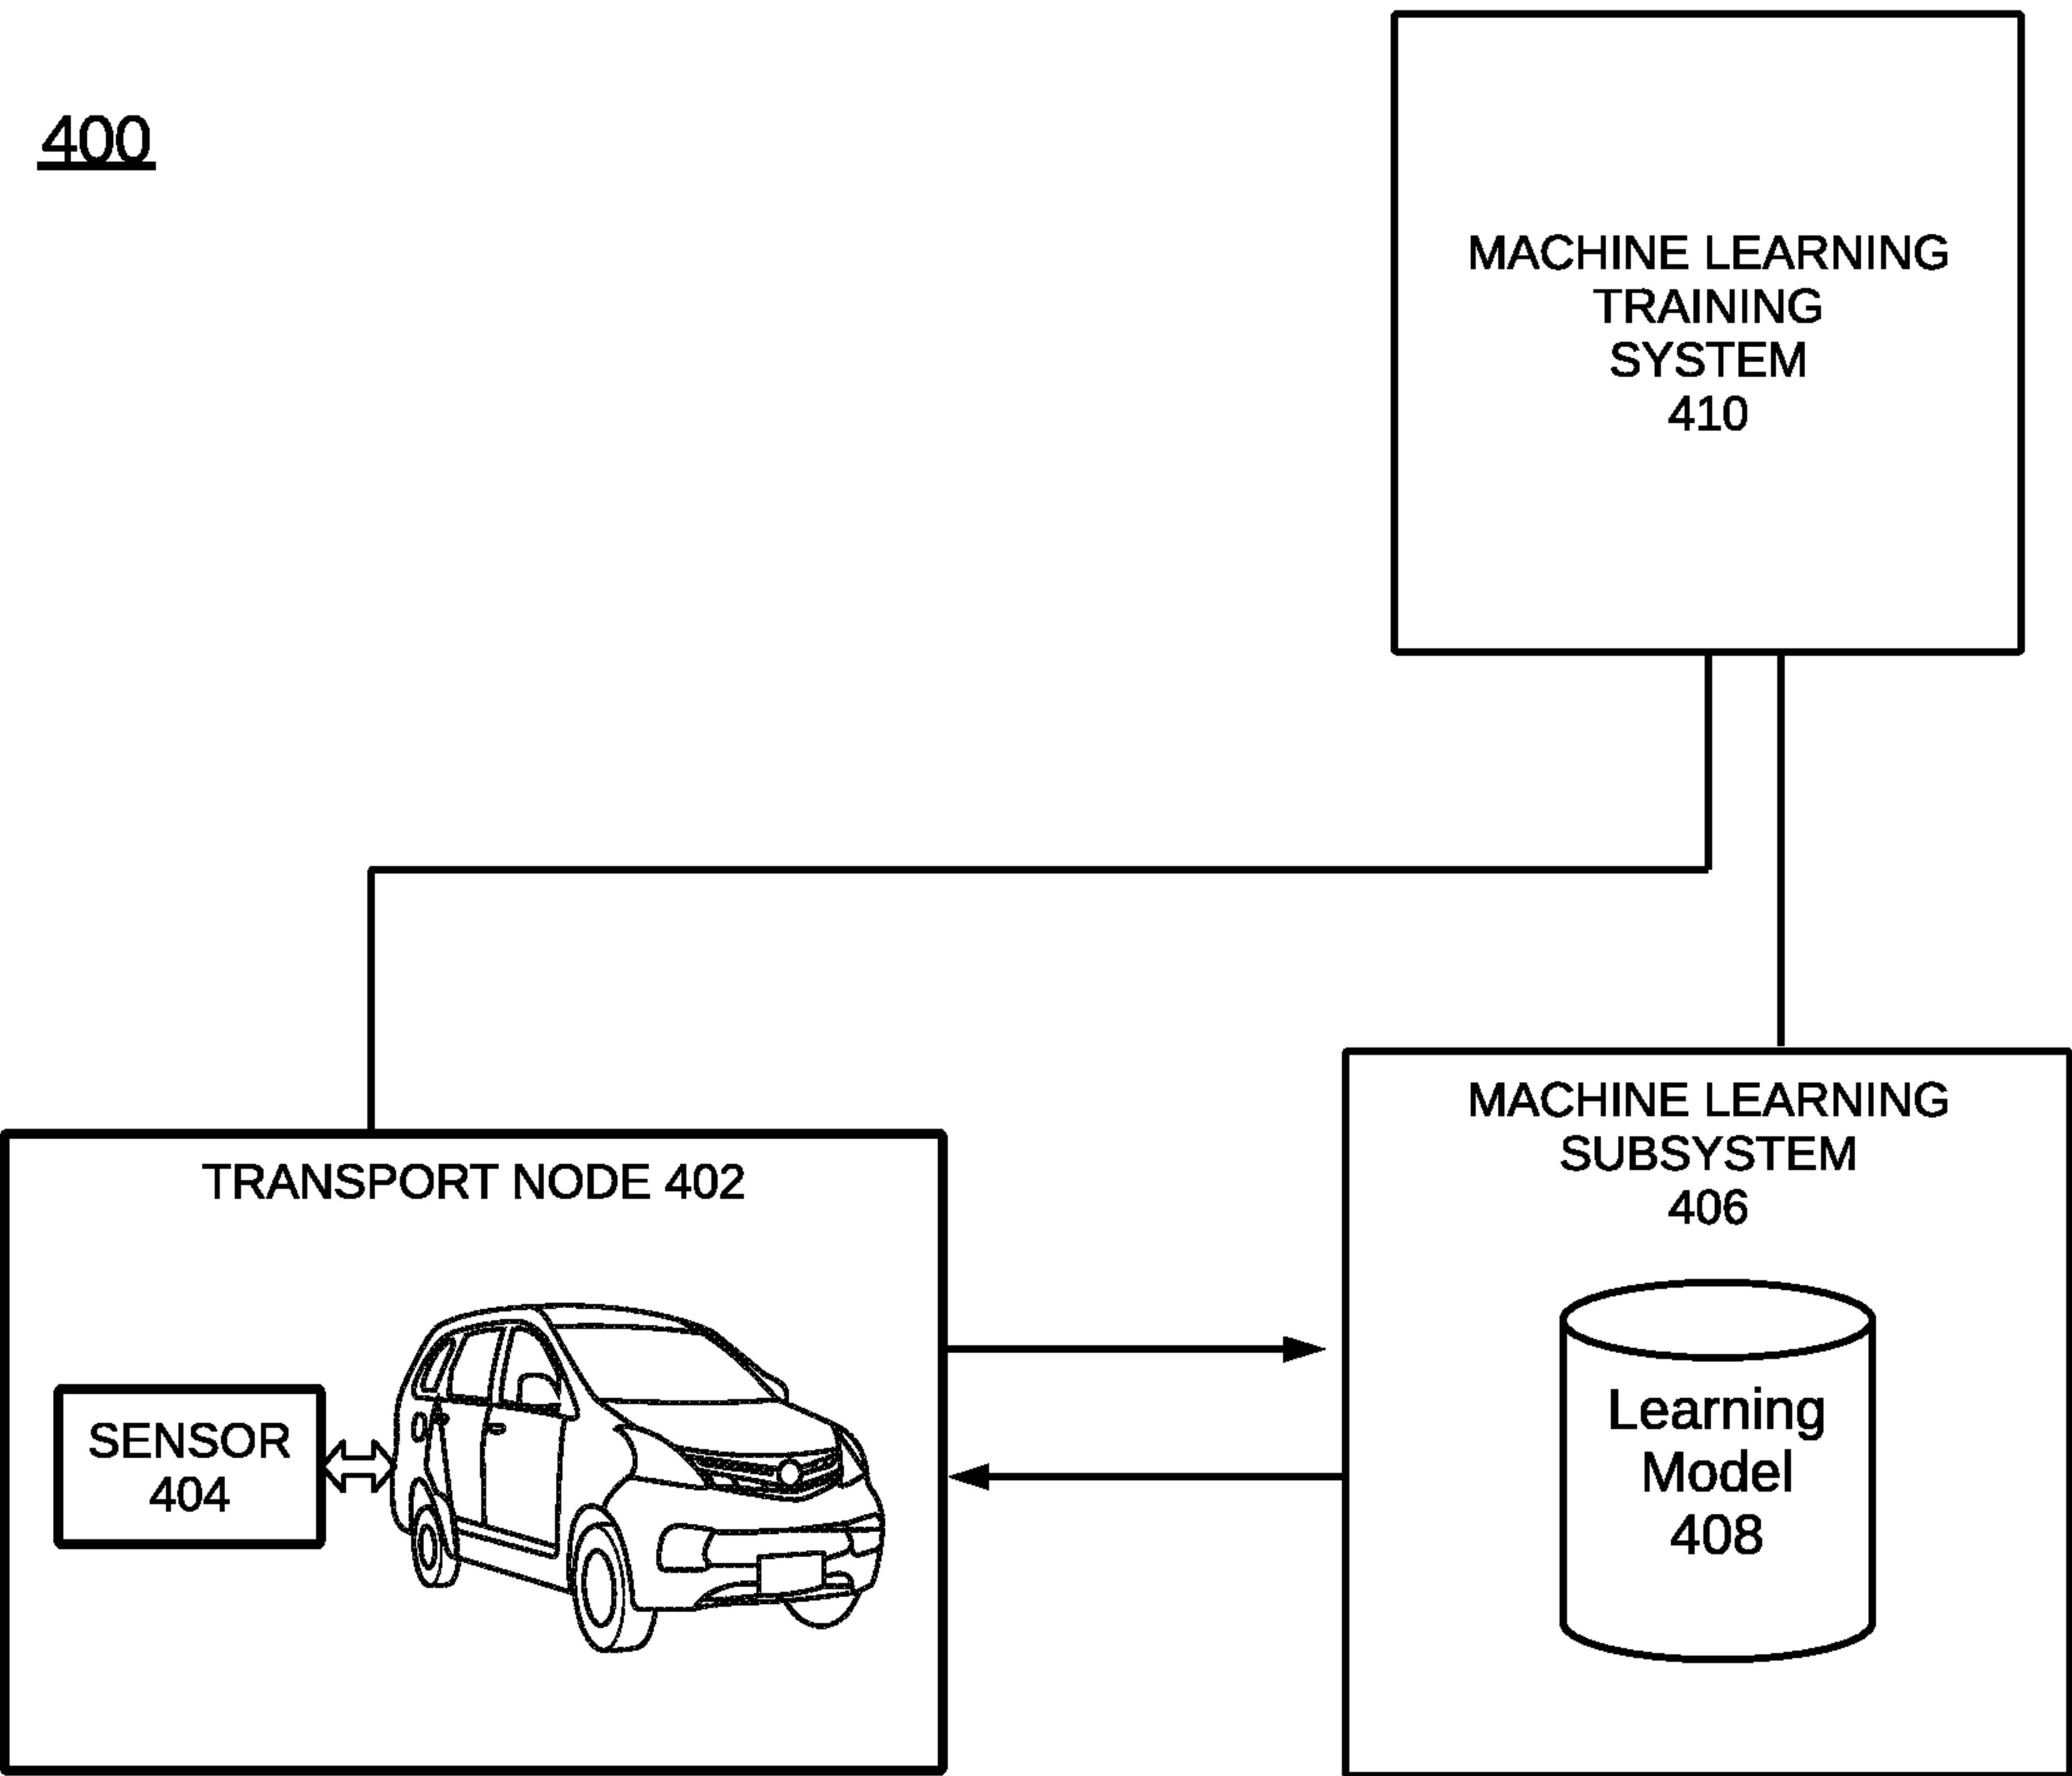 400
MACHINE LEARNING
TRAINING
SYSTEM
410
TRANSPORT NODE 402
SENSOR
404
MACHINE LEARNING
SUBSYSTEM
406
Learning
Model
408